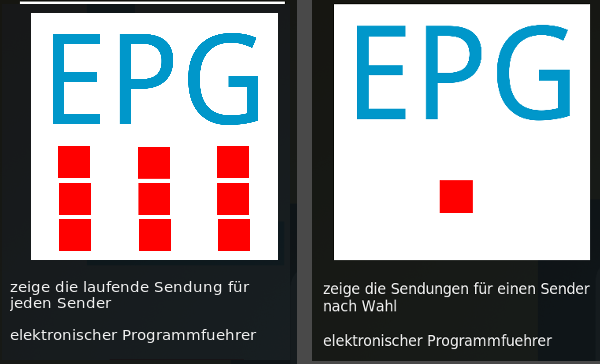 EPG
zeige die laufende Sendung für
jeden Sender
elektronischer Programmfuehrer
EPG
zeige die Sendungen für einen Sender
nach Wahl
elektronischer Programmfuehrer